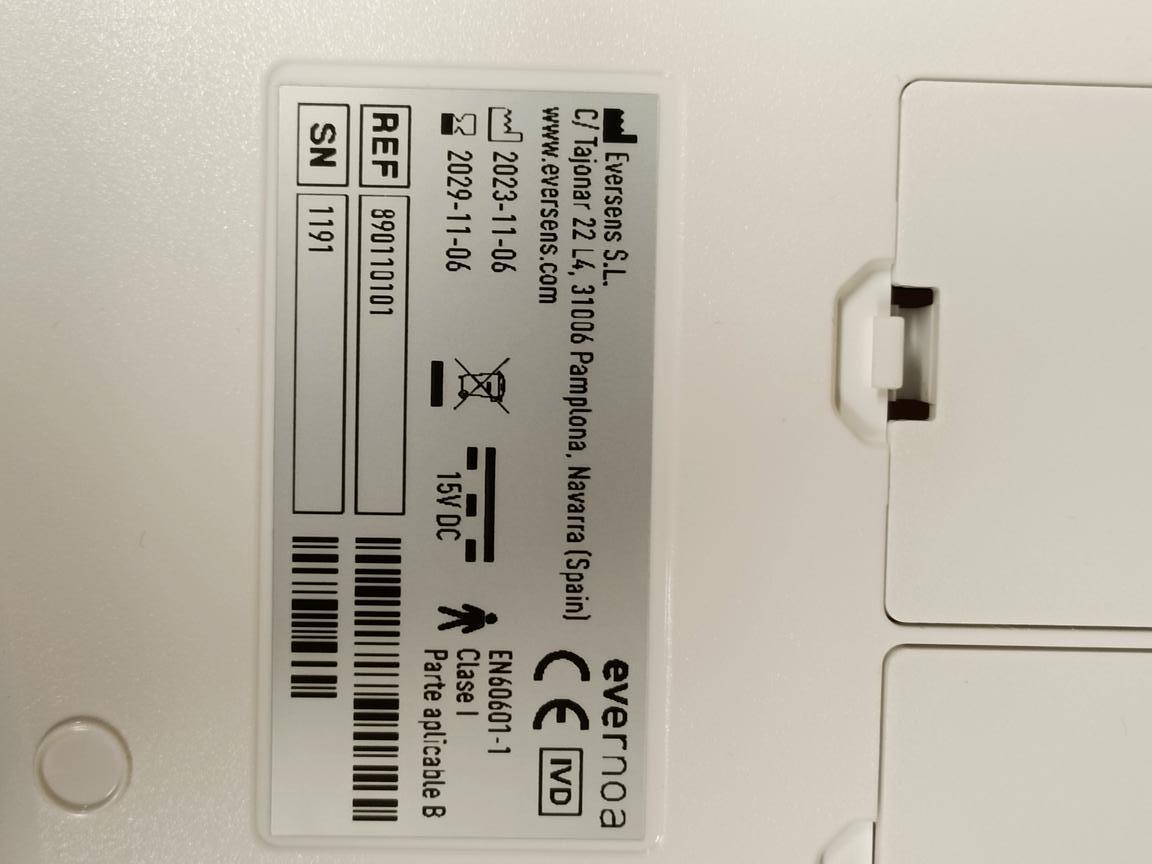 Eversens S.L.
C/ Tajonar 22 L4, 31006 Pamplona, Navarra (Spain)
www.eversens.com
evernoa
CE IVD
2023-11-06
2029-11-06
15V DC
EN60601-1
Clase I
Parte aplicable B
REF 890110101
SN 1191